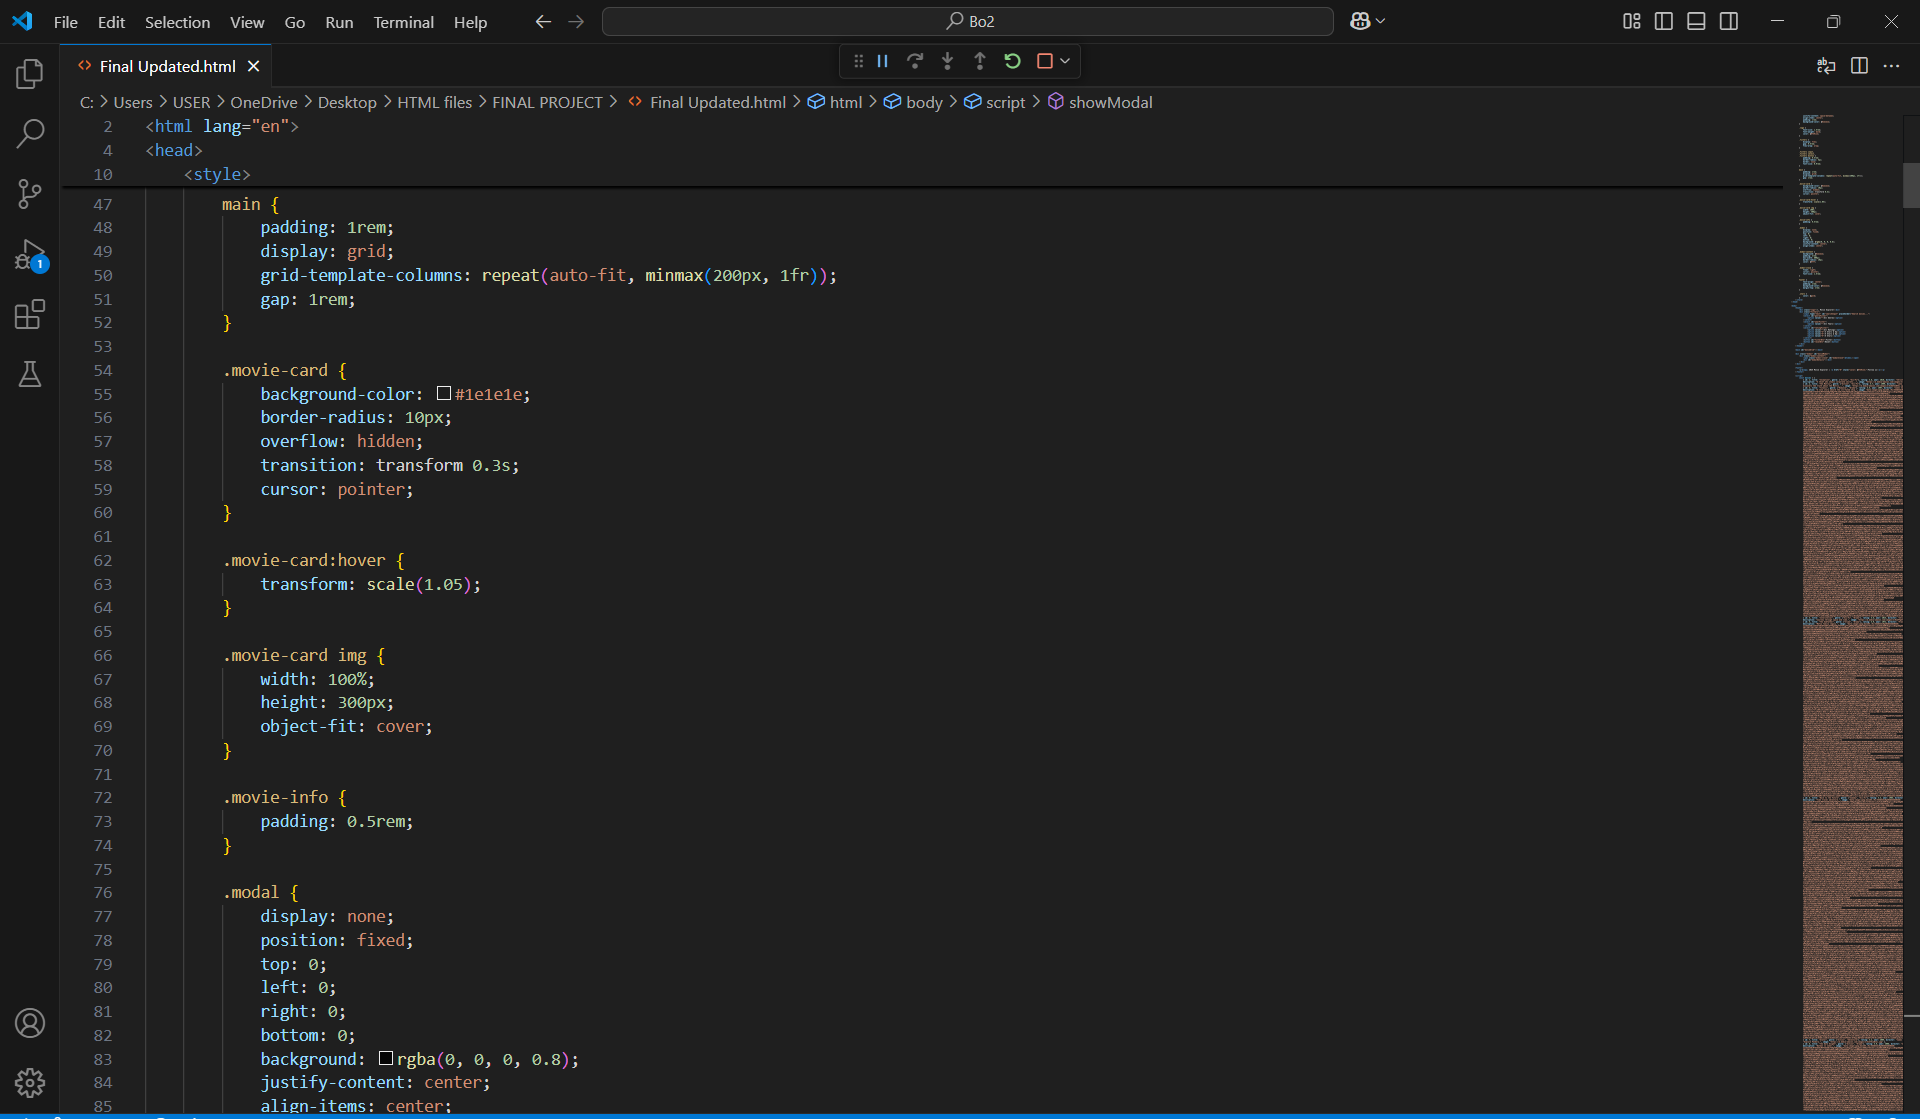 File Edit Selection View Go Run Terminal Help
Bo2
Final Updated.html
C: > Users > USER > OneDrive > Desktop > HTML files > FINAL PROJECT > Final Updated.html > html > body > script > showModal
1
2 <html lang="en">
4 <head>
10 <style>
47 main {
48 padding: 1rem;
49 display: grid;
50 grid-template-columns: repeat(auto-fit, minmax(200px, 1fr));
51 gap: 1rem;
52 }
53
54 .movie-card {
55 background-color: #1e1e1e;
56 border-radius: 10px;
57 overflow: hidden;
58 transition: transform 0.3s;
59 cursor: pointer;
60 }
61
62 .movie-card:hover {
63 transform: scale(1.05);
64 }
65
66 .movie-card img {
67 width: 100%;
68 height: 300px;
69 object-fit: cover;
70 }
71
72 .movie-info {
73 padding: 0.5rem;
74 }
75
76 .modal {
77 display: none;
78 position: fixed;
79 top: 0;
80 left: 0;
81 right: 0;
82 bottom: 0;
83 background: rgba(0, 0, 0, 0.8);
84 justify-content: center;
85 align-items: center;